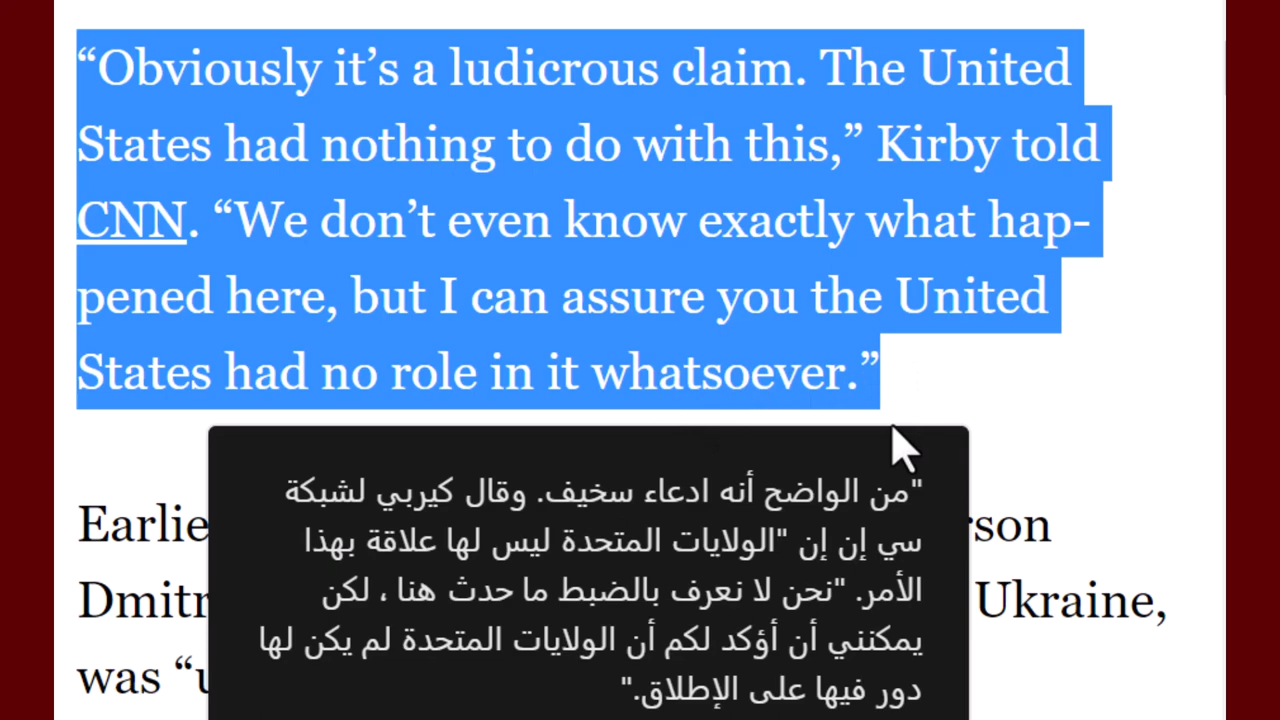 “Obviously it’s a ludicrous claim. The United
States had nothing to do with this,” Kirby told
CNN. “We don’t even know exactly what hap-
pened here, but I can assure you the United
States had no role in it whatsoever.”
"من الواضح أنه ادعاء سخيف. وقال كيربي لشبكة
سي إن إن "الولايات المتحدة ليس لها علاقة بهذا
الأمر. "نحن لا نعرف بالضبط ما حدث هنا ، لكن
يمكنني أن أؤكد لكم أن الولايات المتحدة لم يكن لها
دور فيها على الإطلاق."
Ukraine,
was